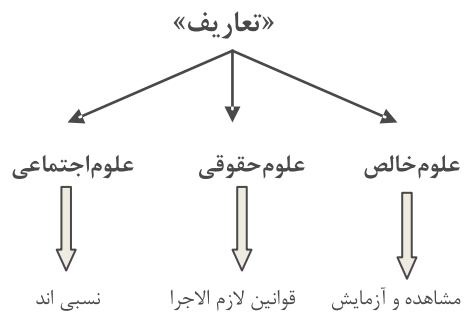 «تعاریف»
علوم خالص علوم حقوقی علوم اجتماعی
مشاهده و آزمایش قوانین لازم الاجرا نسبی اند